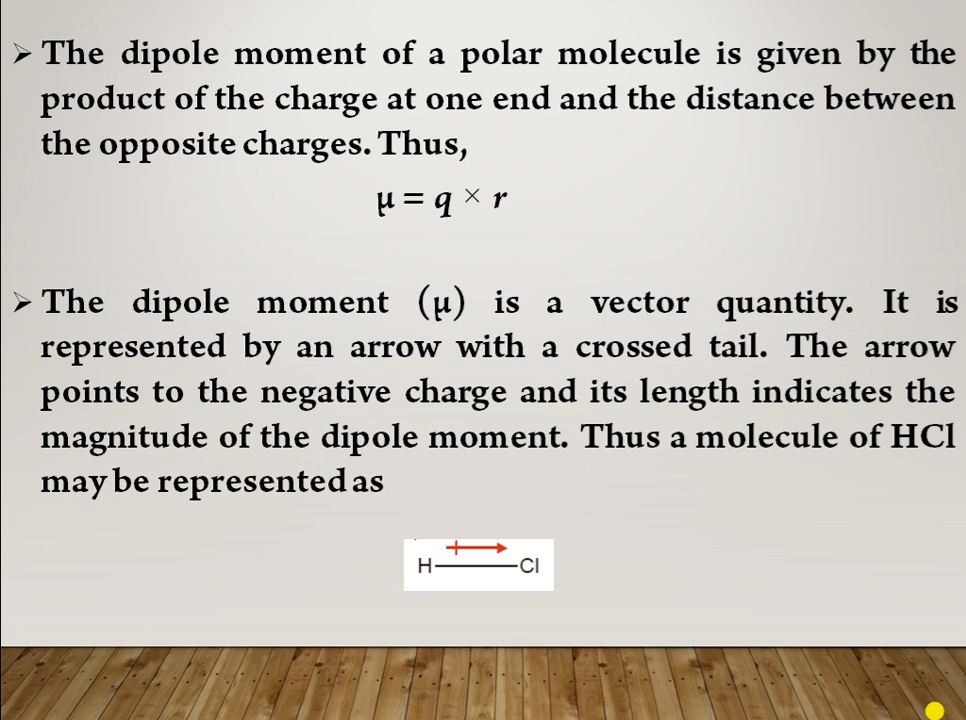 ➢ The dipole moment of a polar molecule is given by the
product of the charge at one end and the distance between
the opposite charges. Thus,
μ = q × r
➢ The dipole moment (μ) is a vector quantity. It is
represented by an arrow with a crossed tail. The arrow
points to the negative charge and its length indicates the
magnitude of the dipole moment. Thus a molecule of HCl
may be represented as
H Cl